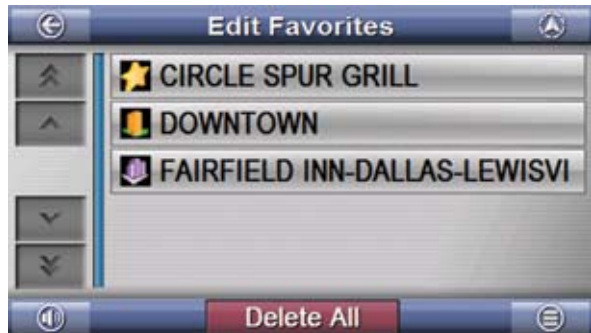 Edit Favorites
CIRCLE SPUR GRILL
DOWNTOWN
FAIRFIELD INN-DALLAS-LEWISVI
Delete All